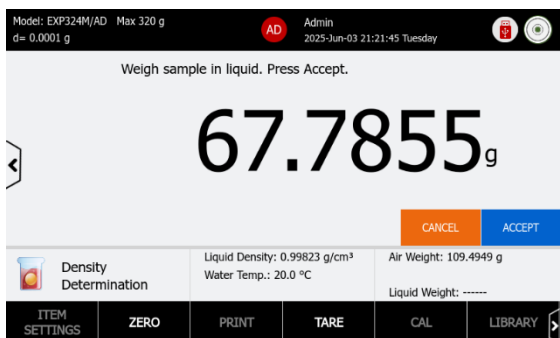 Model: EXP324M/AD Max 320 g
d= 0.0001 g
AD
Admin
2025-Jun-03 21:21:45 Tuesday
Weigh sample in liquid. Press Accept.
67.7855 g
CANCEL
ACCEPT
Density
Determination
Liquid Density: 0.99823 g/cm³
Water Temp.: 20.0 °C
Air Weight: 109.4949 g
Liquid Weight: ------
ITEM
SETTINGS
ZERO
PRINT
TARE
CAL
LIBRARY